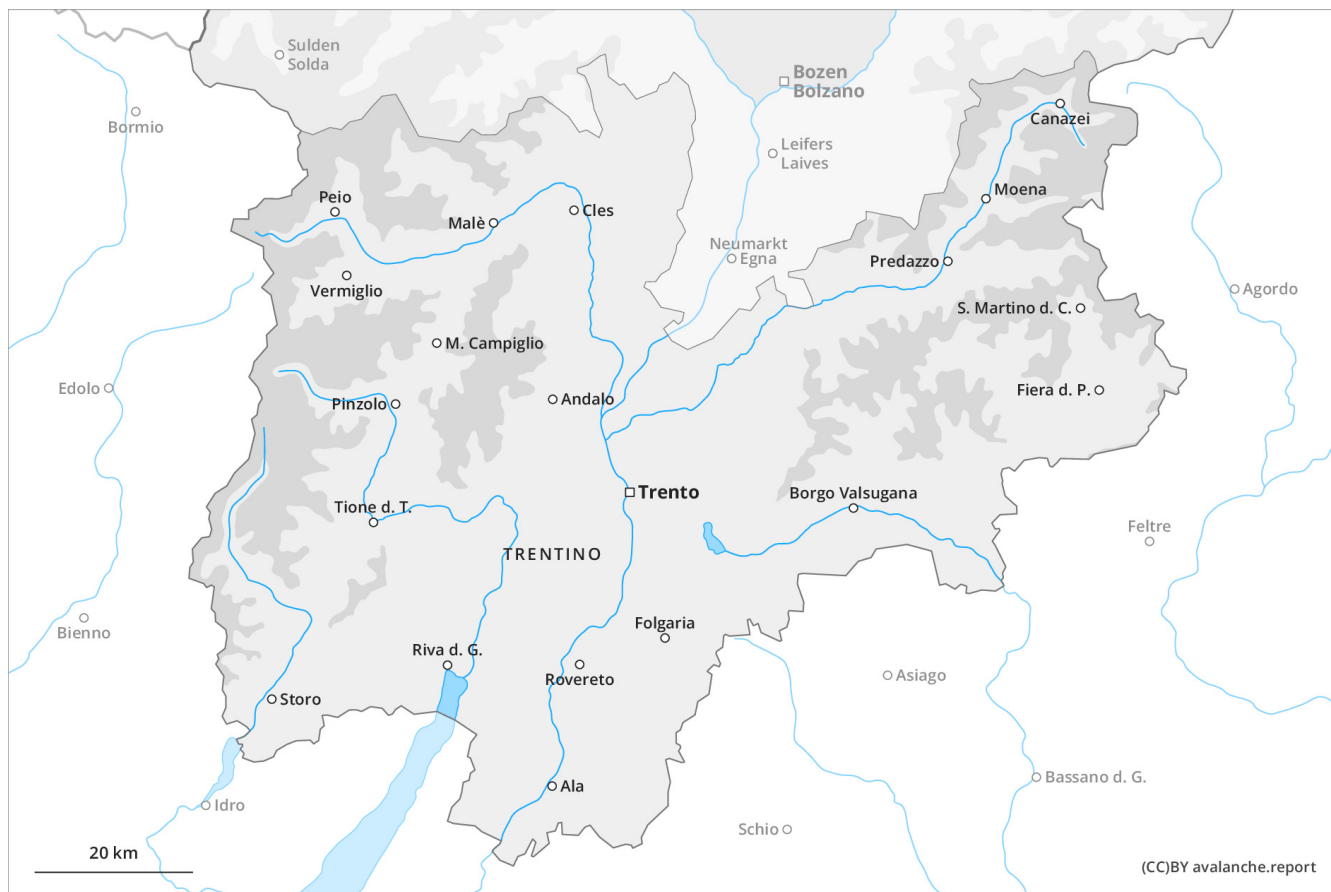 Sulden
Solda
Bozen
Bolzano
Bormio
Canazei
Leifers
Laives
Peio
Moena
Malè
Cles
Neumarkt
Egna
Predazzo
Vermiglio
Agordo
S. Martino d. C.
M. Campiglio
Edolo
Fiera d. P.
Pinzolo
Andalo
Trento
Borgo Valsugana
Tione d. T.
Feltre
TRENTINO
Bienno
Folgaria
Riva d. G.
Rovereto
Asiago
Storo
Bassano d. G.
Ala
Idro
Schio
20 km
(CC)BY avalanche.report